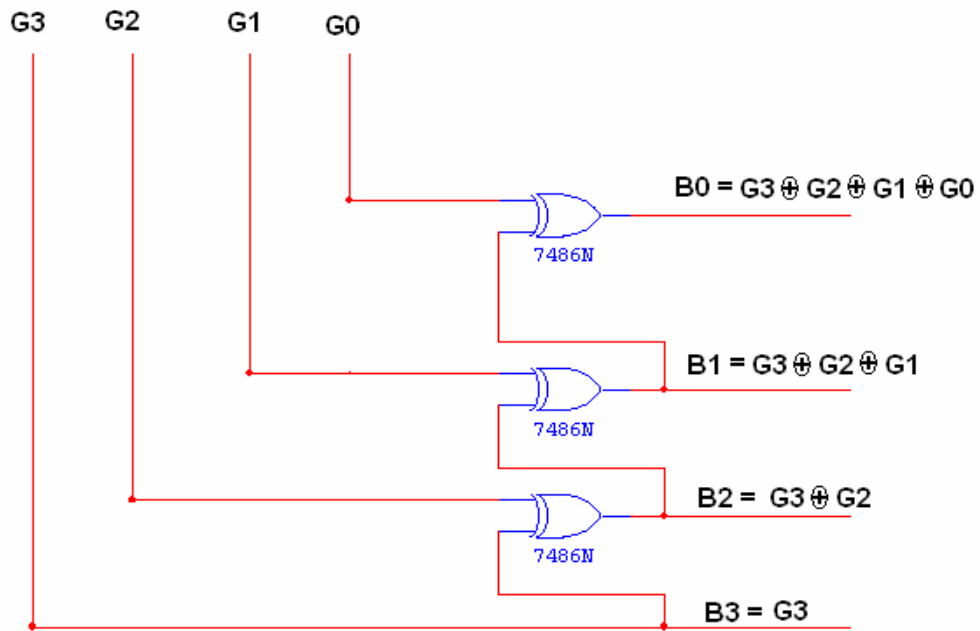 G3 G2 G1 G0
B0 = G3 ⊕ G2 ⊕ G1 ⊕ G0
7486N
B1 = G3 ⊕ G2 ⊕ G1
7486N
B2 = G3 ⊕ G2
7486N
B3 = G3